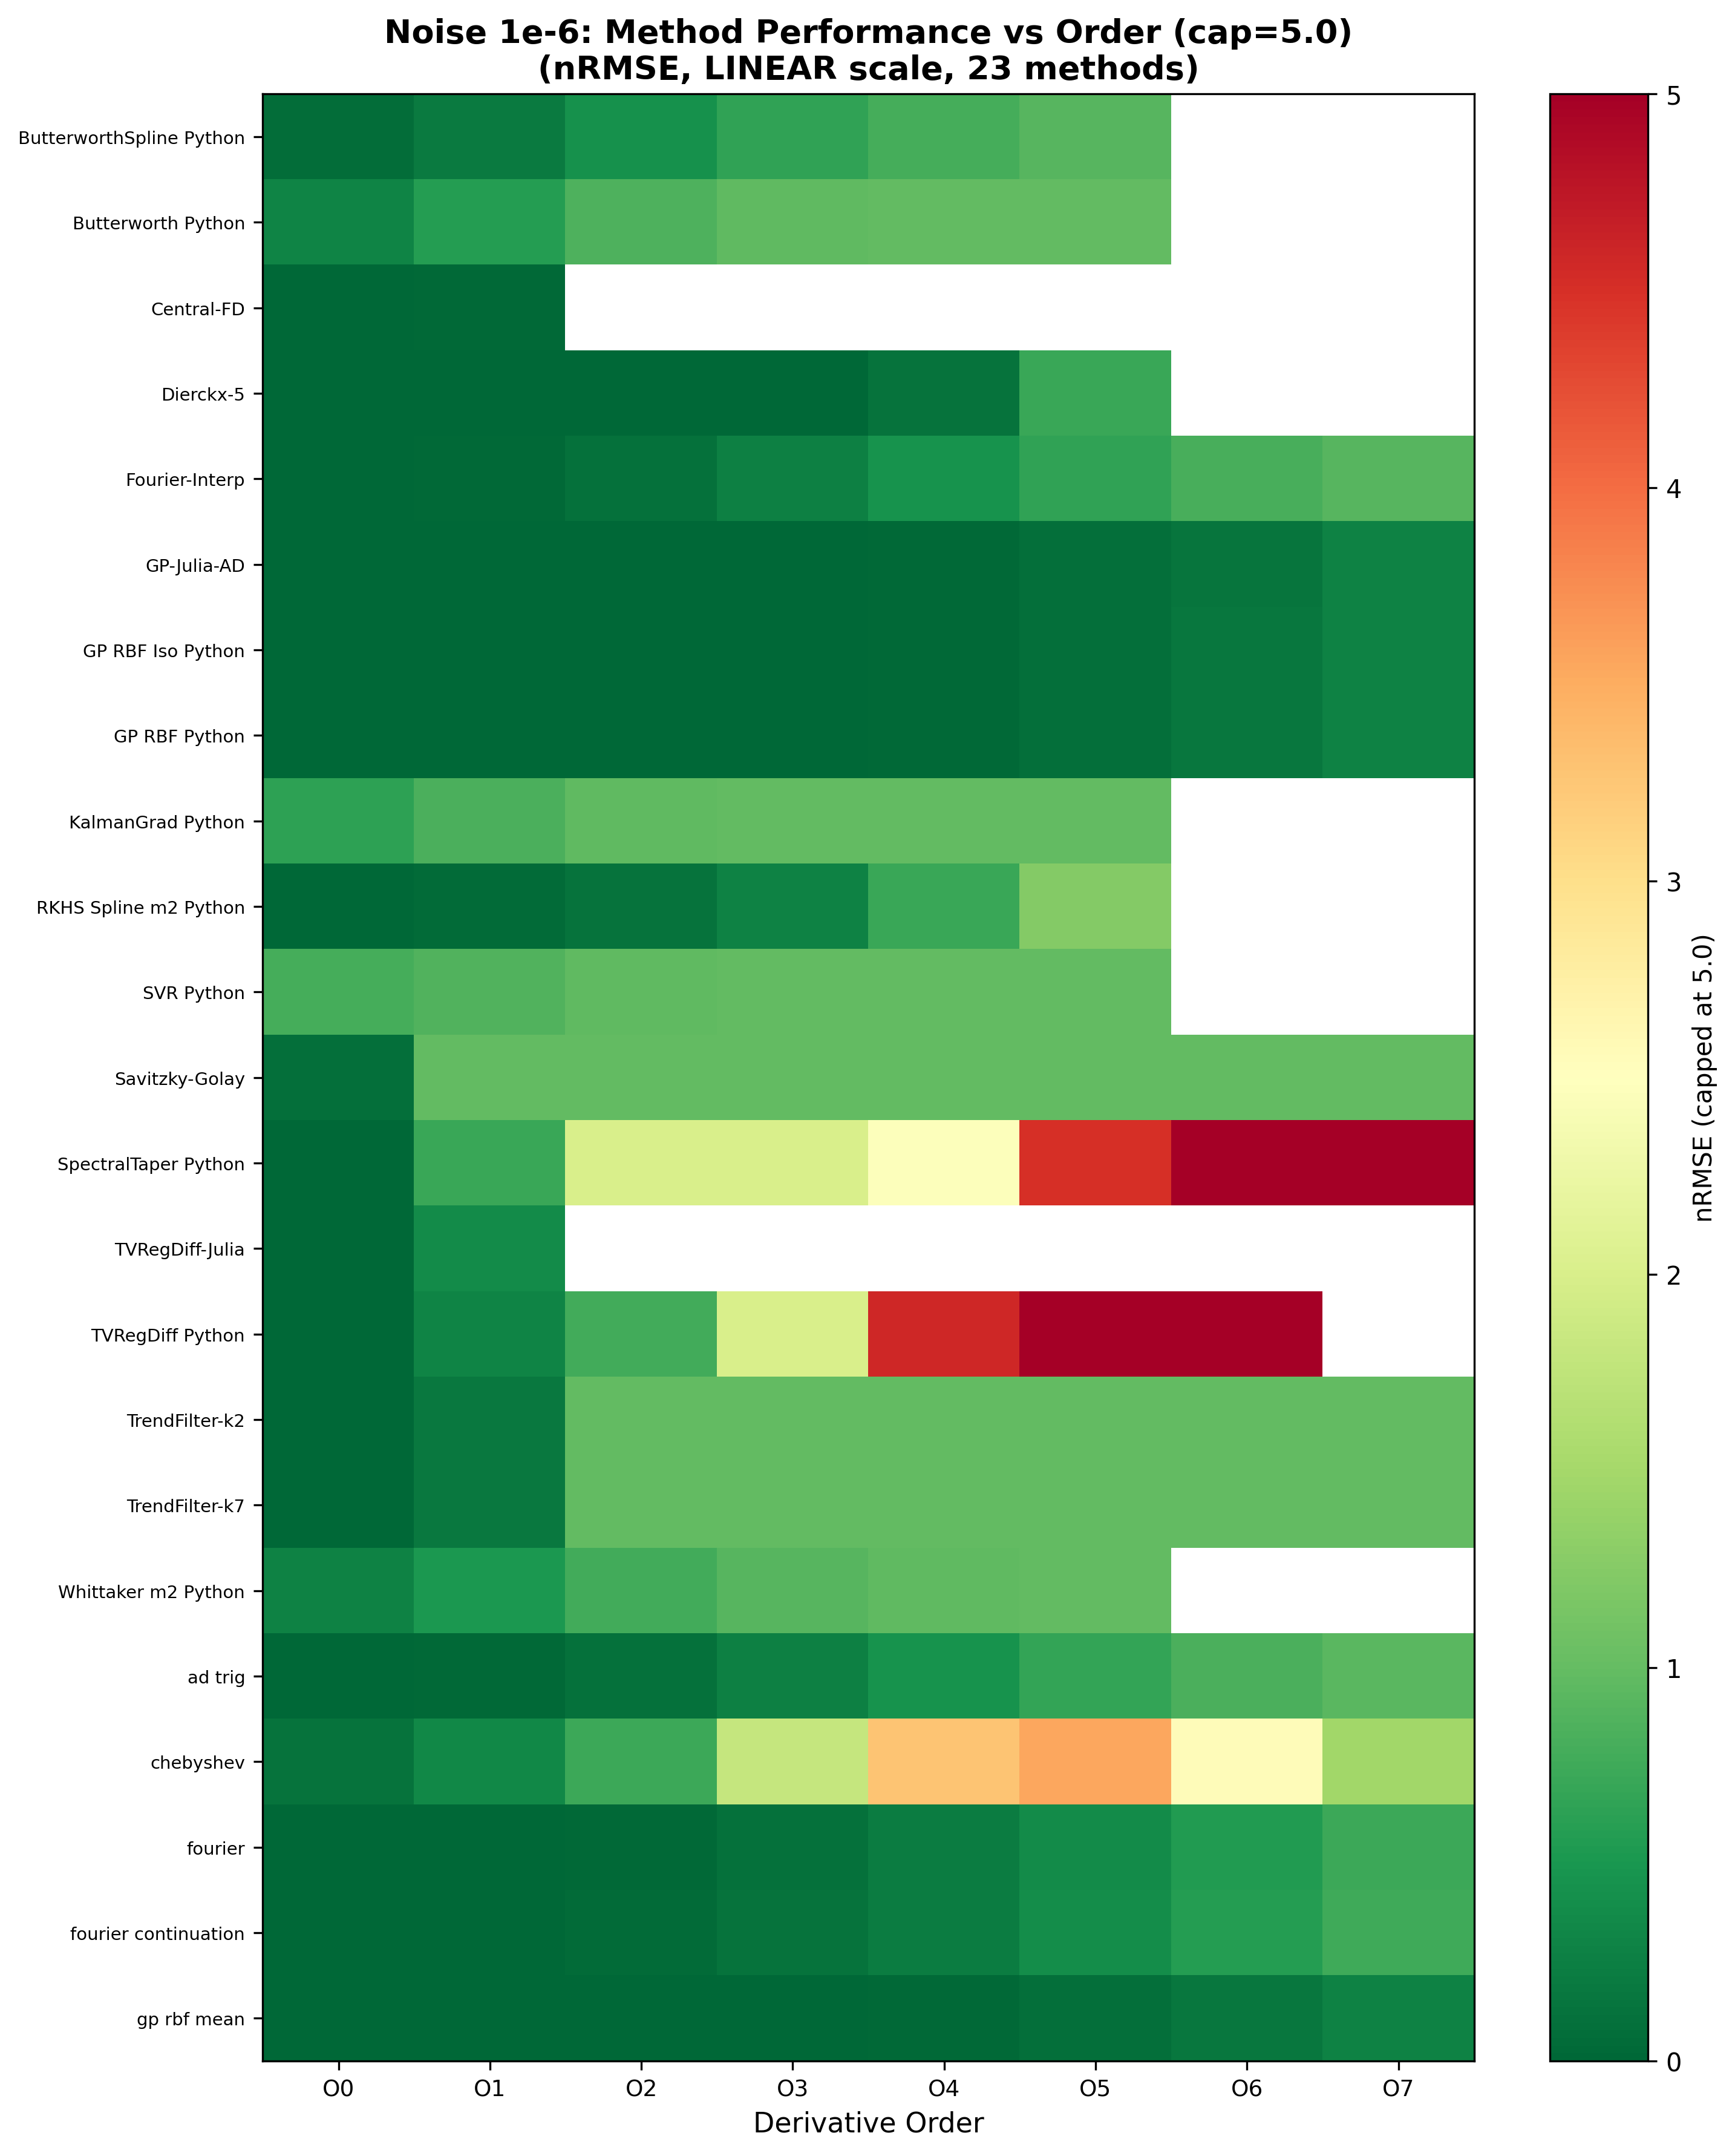 Noise 1e-6: Method Performance vs Order (cap=5.0)
(nRMSE, LINEAR scale, 23 methods)
ButterworthSpline Python
Butterworth Python
Central-FD
Dierckx-5
Fourier-Interp
GP-Julia-AD
GP RBF Iso Python
GP RBF Python
KalmanGrad Python
RKHS Spline m2 Python
SVR Python
Savitzky-Golay
SpectralTaper Python
TVRegDiff-Julia
TVRegDiff Python
TrendFilter-k2
TrendFilter-k7
Whittaker m2 Python
ad trig
chebyshev
fourier
fourier continuation
gp rbf mean
O0 O1 O2 O3 O4 O5 O6 O7
Derivative Order
5
4
3
2
1
0
nRMSE (capped at 5.0)